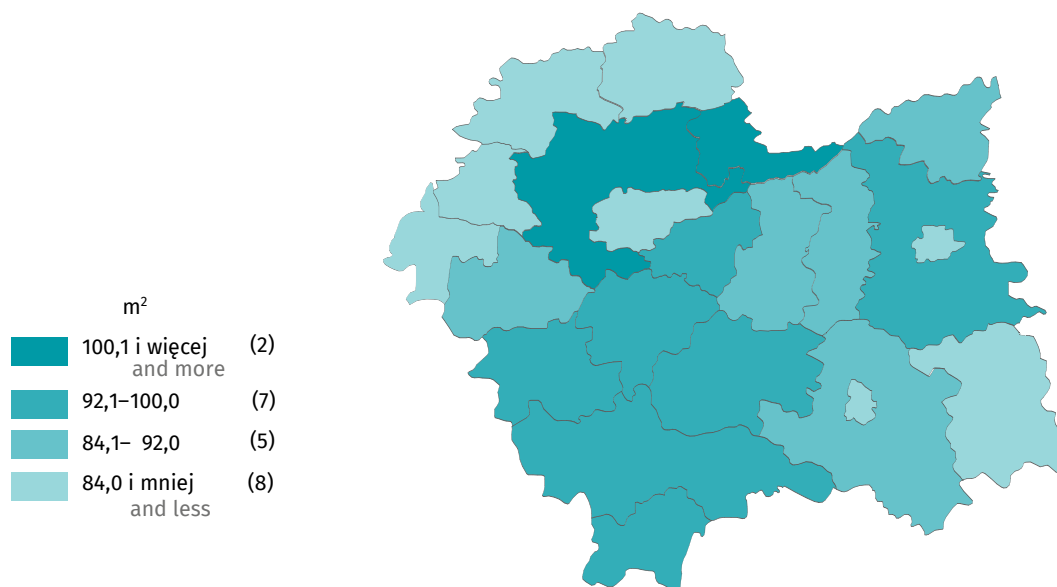 m²
100,1 i więcej (2)
and more
92,1–100,0 (7)
84,1– 92,0 (5)
84,0 i mniej (8)
and less